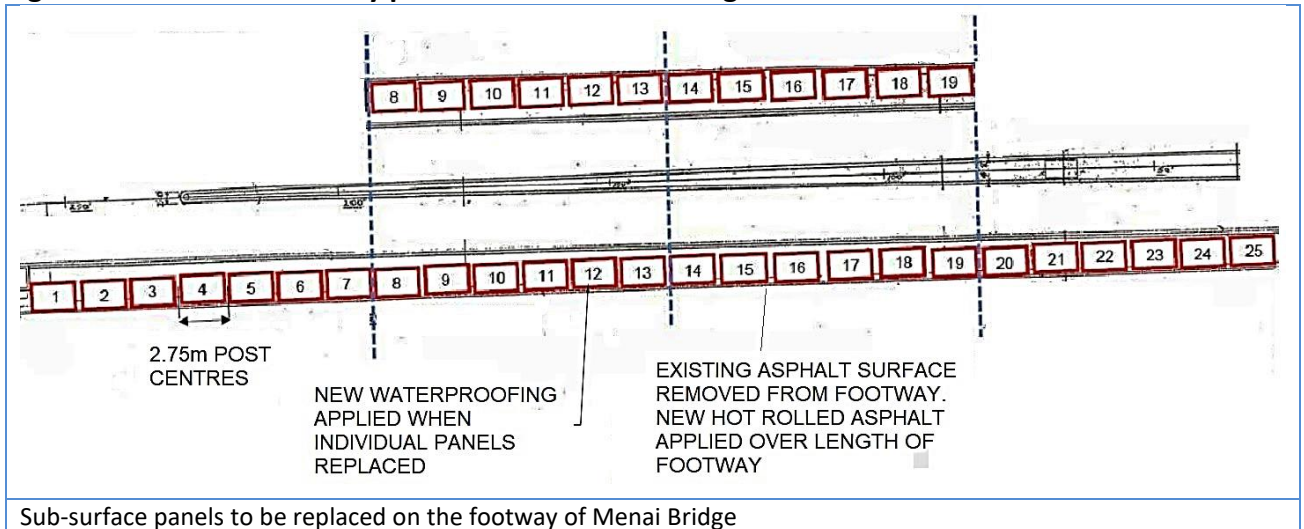 8 9 10 11 12 13 14 15 16 17 18 19
100'
1 2 3 4 5 6 7 8 9 10 11 12 13 14 15 16 17 18 19 20 21 22 23 24 25
2.75m POST
CENTRES
NEW WATERPROOFING
APPLIED WHEN
INDIVIDUAL PANELS
REPLACED
EXISTING ASPHALT SURFACE
REMOVED FROM FOOTWAY.
NEW HOT ROLLED ASPHALT
APPLIED OVER LENGTH OF
FOOTWAY
Sub-surface panels to be replaced on the footway of Menai Bridge